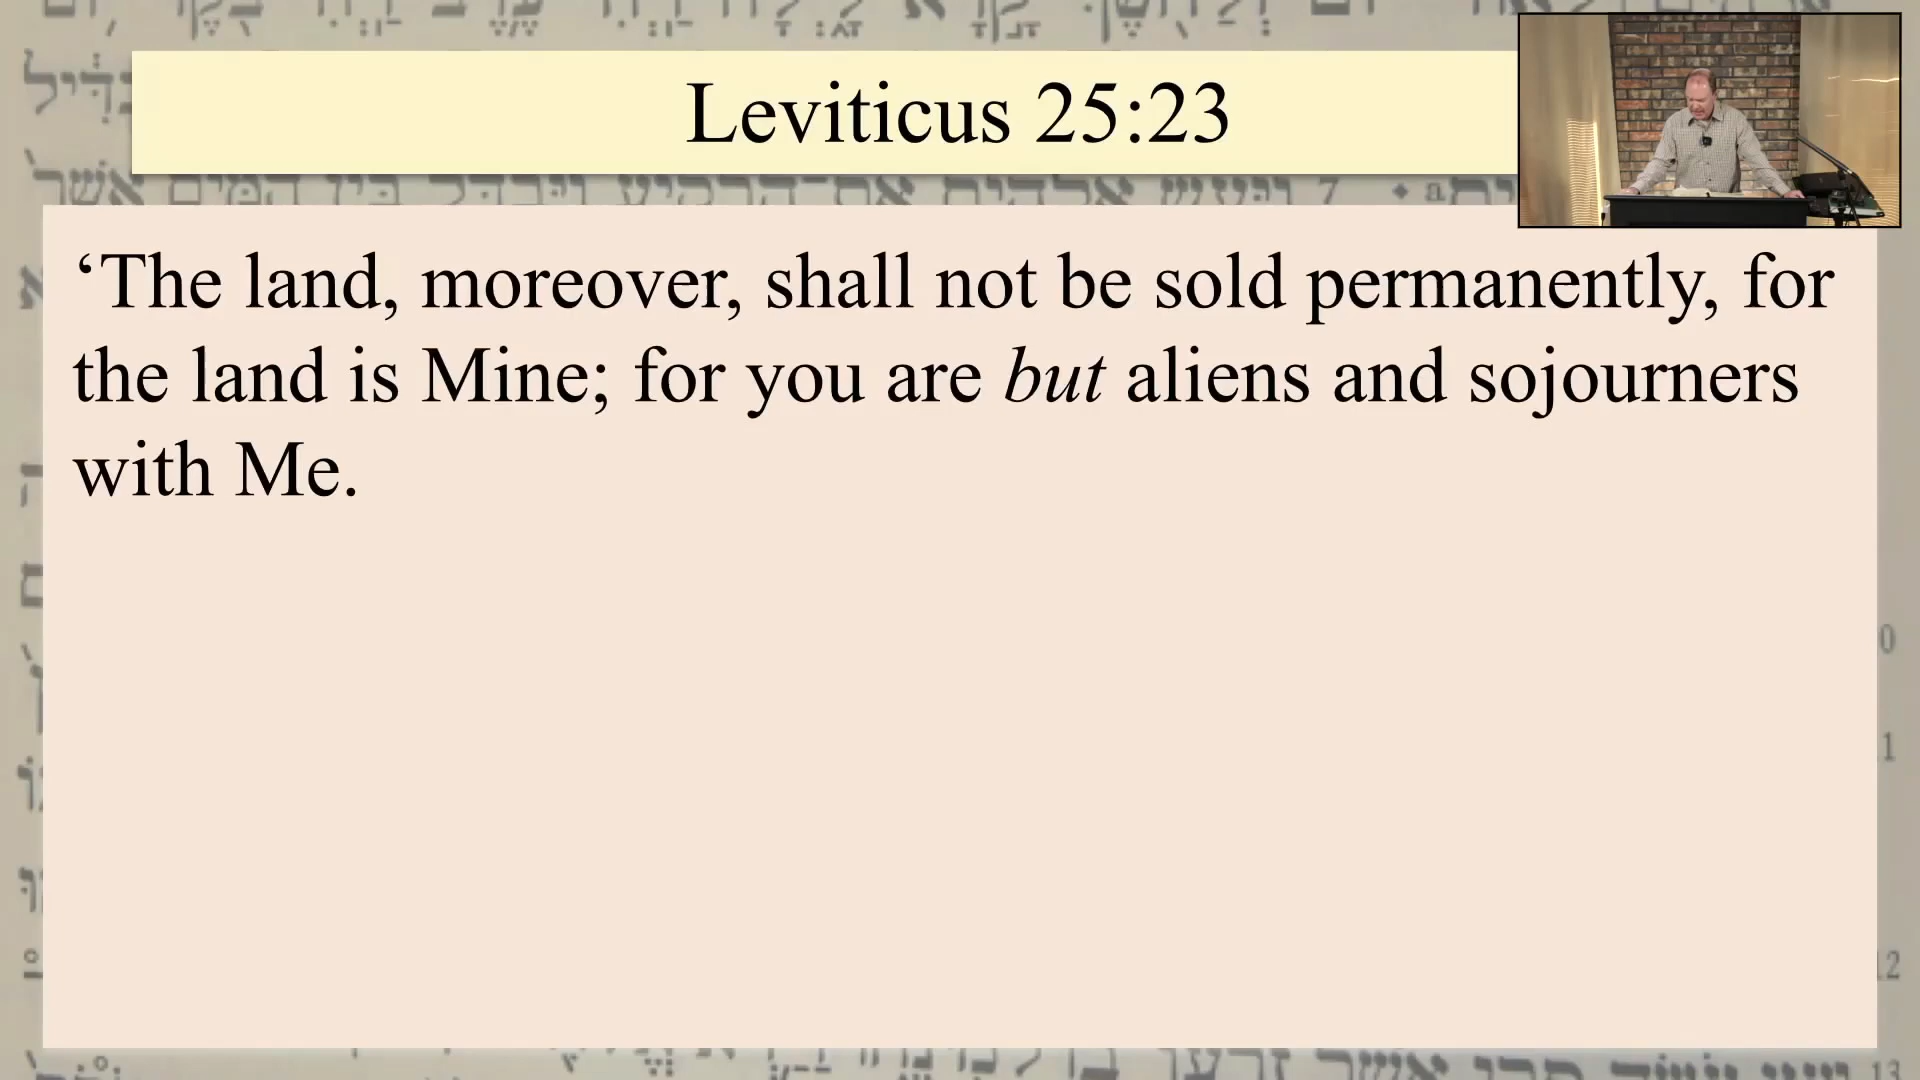 Leviticus 25:23
‘The land, moreover, shall not be sold permanently, for
the land is Mine; for you are but aliens and sojourners
with Me.